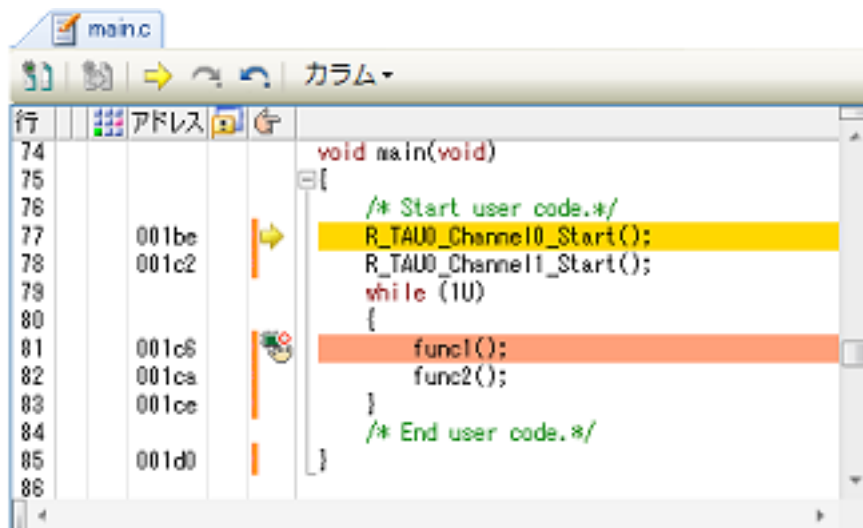 main.c
カラム
行 アドレス
74 void main(void)
75 {
76 /* Start user code.*/
77 001be R_TAU0_Channel0_Start();
78 001c2 R_TAU0_Channel1_Start();
79 while (1U)
80 {
81 001c6 func1();
82 001ca func2();
83 001ce }
84 /* End user code.*/
85 001d0 }
86